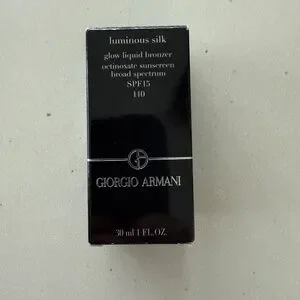 luminous silk
glow liquid bronzer
octinoxate sunscreen
broad spectrum
SPF15
110
GIORGIO ARMANI
30 ml 1 FL.OZ.